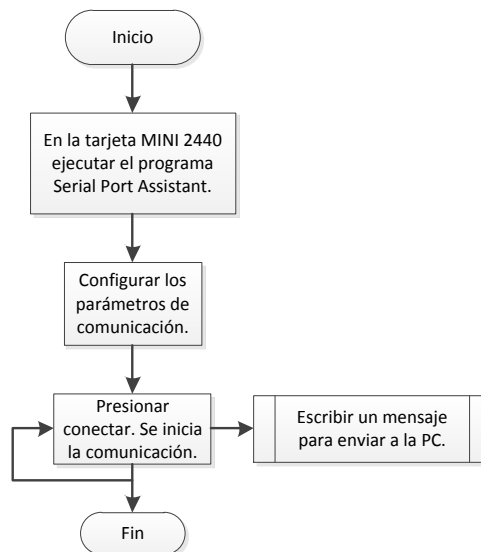 Inicio
En la tarjeta MINI 2440
ejecutar el programa
Serial Port Assistant.
Configurar los
parámetros de
comunicación.
Presionar
conectar. Se inicia
la comunicación.
Escribir un mensaje
para enviar a la PC.
Fin